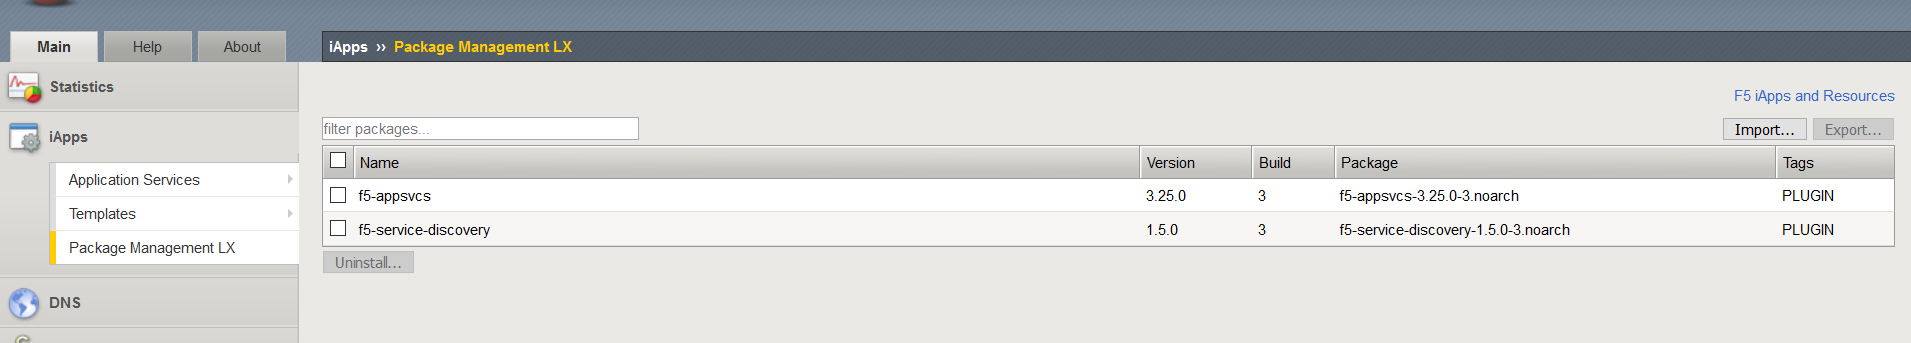 Main Help About
iApps ›› Package Management LX
Statistics
F5 iApps and Resources
filter packages...
Import... Export...
iApps
Name Version Build Package Tags
Application Services
f5-appsvcs 3.25.0 3 f5-appsvcs-3.25.0-3.noarch PLUGIN
Templates
f5-service-discovery 1.5.0 3 f5-service-discovery-1.5.0-3.noarch PLUGIN
Package Management LX
Uninstall...
DNS